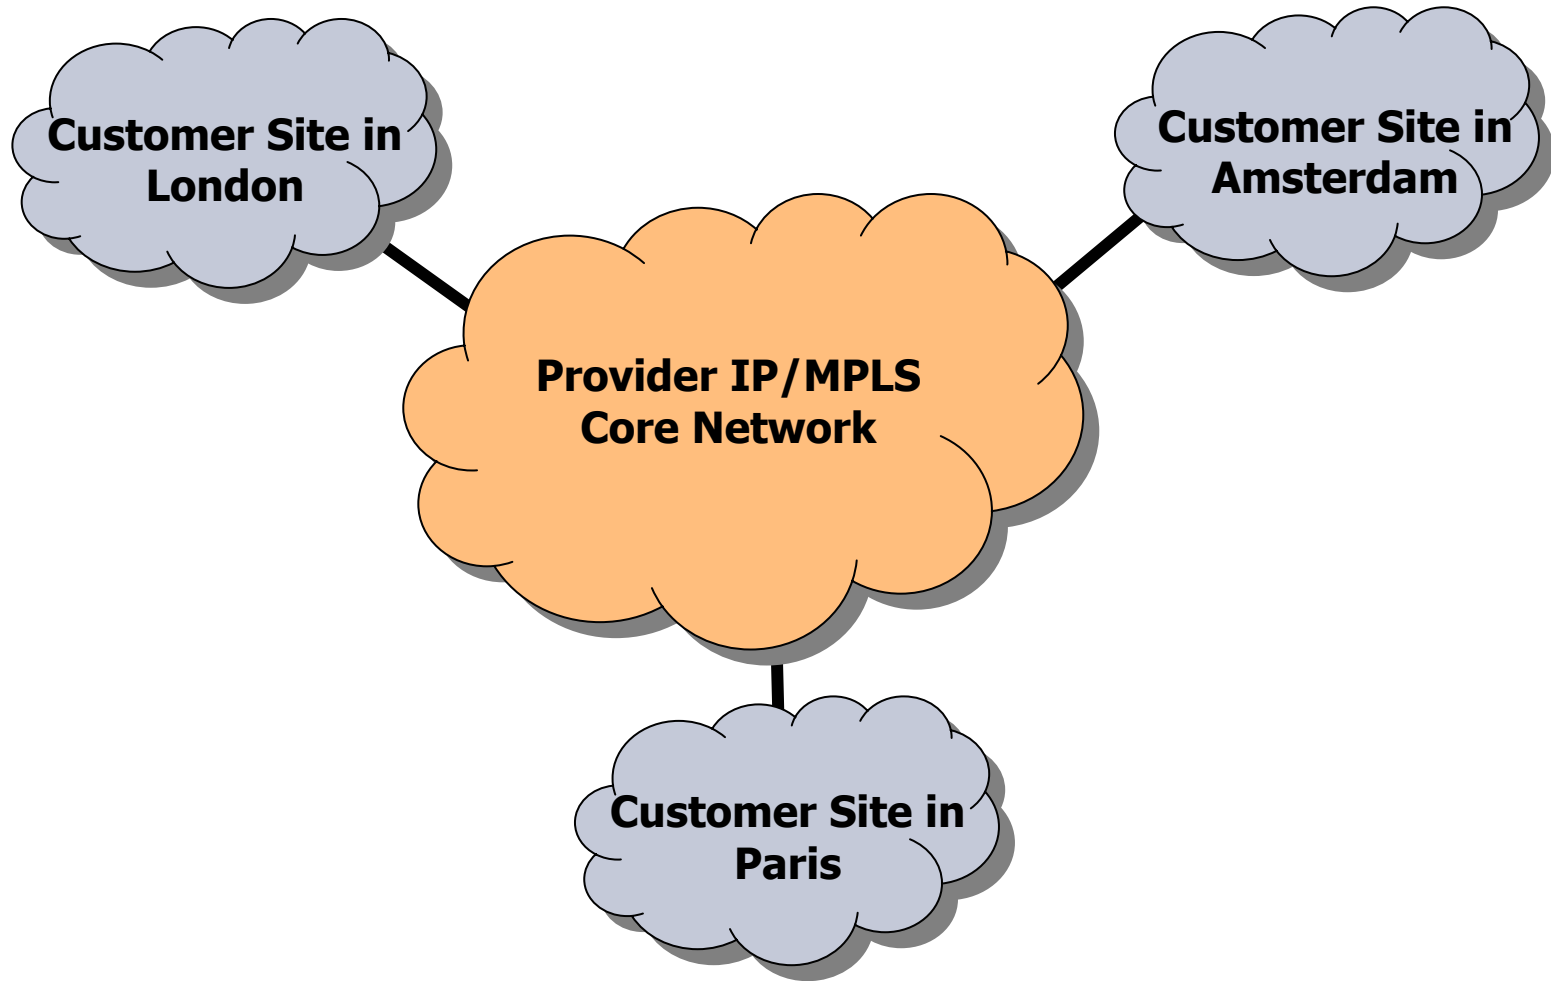 Customer Site in
London
Customer Site in
Amsterdam
Provider IP/MPLS
Core Network
Customer Site in
Paris